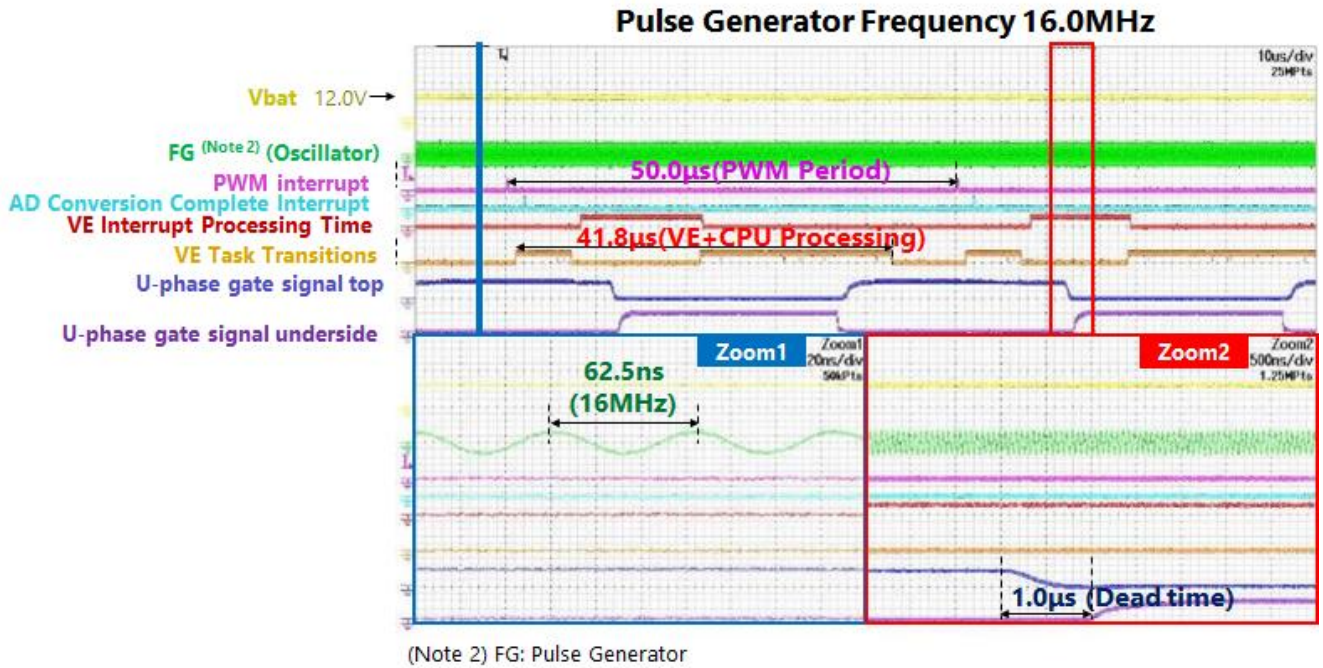 Pulse Generator Frequency 16.0MHz
10us/div
25MPts
Vbat 12.0V
FG (Note 2) (Oscillator)
PWM interrupt
AD Conversion Complete Interrupt
VE Interrupt Processing Time
VE Task Transitions
U-phase gate signal top
U-phase gate signal underside
50.0μs(PWM Period)
41.8μs(VE+CPU Processing)
Zoom1
Zoom1
20ns/div
50kPts
62.5ns
(16MHz)
Zoom2
Zoom2
500ns/div
1.25MPts
1.0μs (Dead time)
(Note 2) FG: Pulse Generator